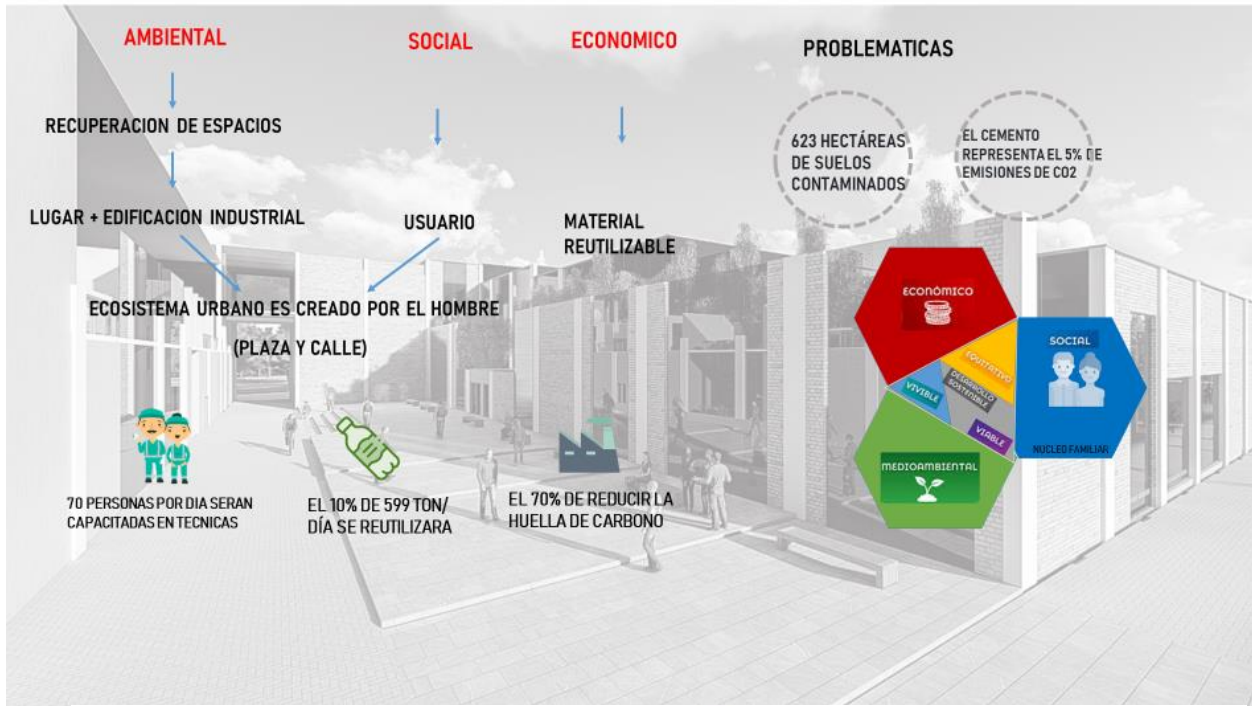 AMBIENTAL
SOCIAL
ECONOMICO
PROBLEMATICAS
RECUPERACION DE ESPACIOS
623 HECTÁREAS
DE SUELOS
CONTAMINADOS
EL CEMENTO
REPRESENTA EL 5% DE
EMISIONES DE CO2
LUGAR + EDIFICACION INDUSTRIAL
USUARIO
MATERIAL
REUTILIZABLE
ECOSISTEMA URBANO ES CREADO POR EL HOMBRE
(PLAZA Y CALLE)
ECONÓMICO
SOCIAL
EQUITATIVO
DESARROLLO
SOSTENIBLE
VIVIBLE
VIABLE
NUCLEO FAMILIAR
MEDIOAMBIENTAL
70 PERSONAS POR DIA SERAN
CAPACITADAS EN TECNICAS
EL 10% DE 599 TON/
DÍA SE REUTILIZARA
EL 70% DE REDUCIR LA
HUELLA DE CARBONO